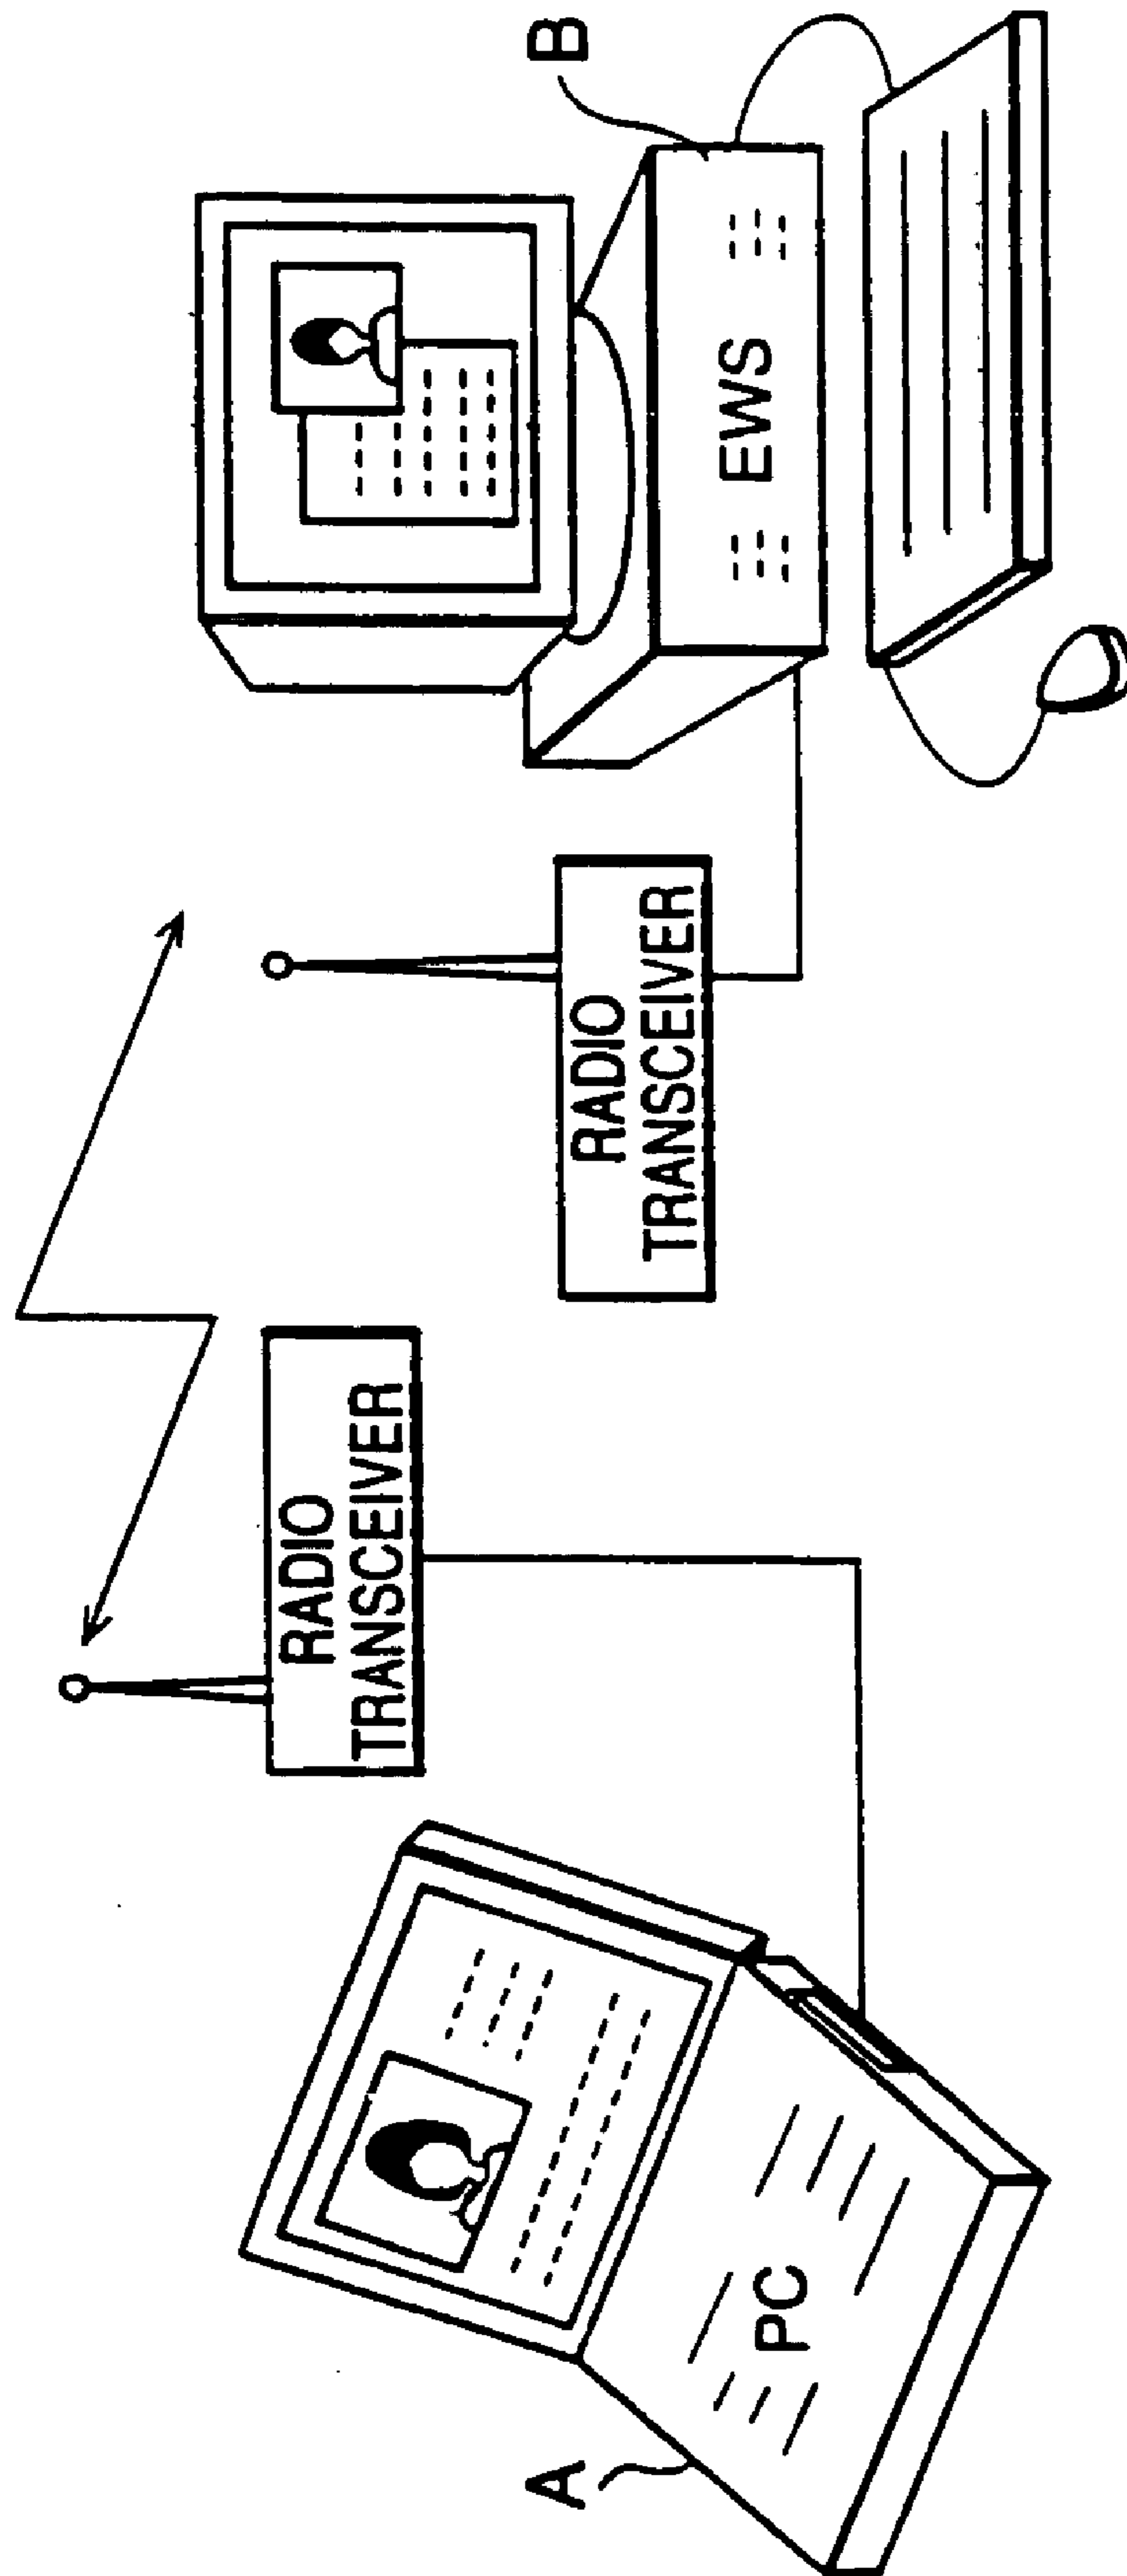 A
PC
RADIO
TRANSCEIVER
RADIO
TRANSCEIVER
B
EWS